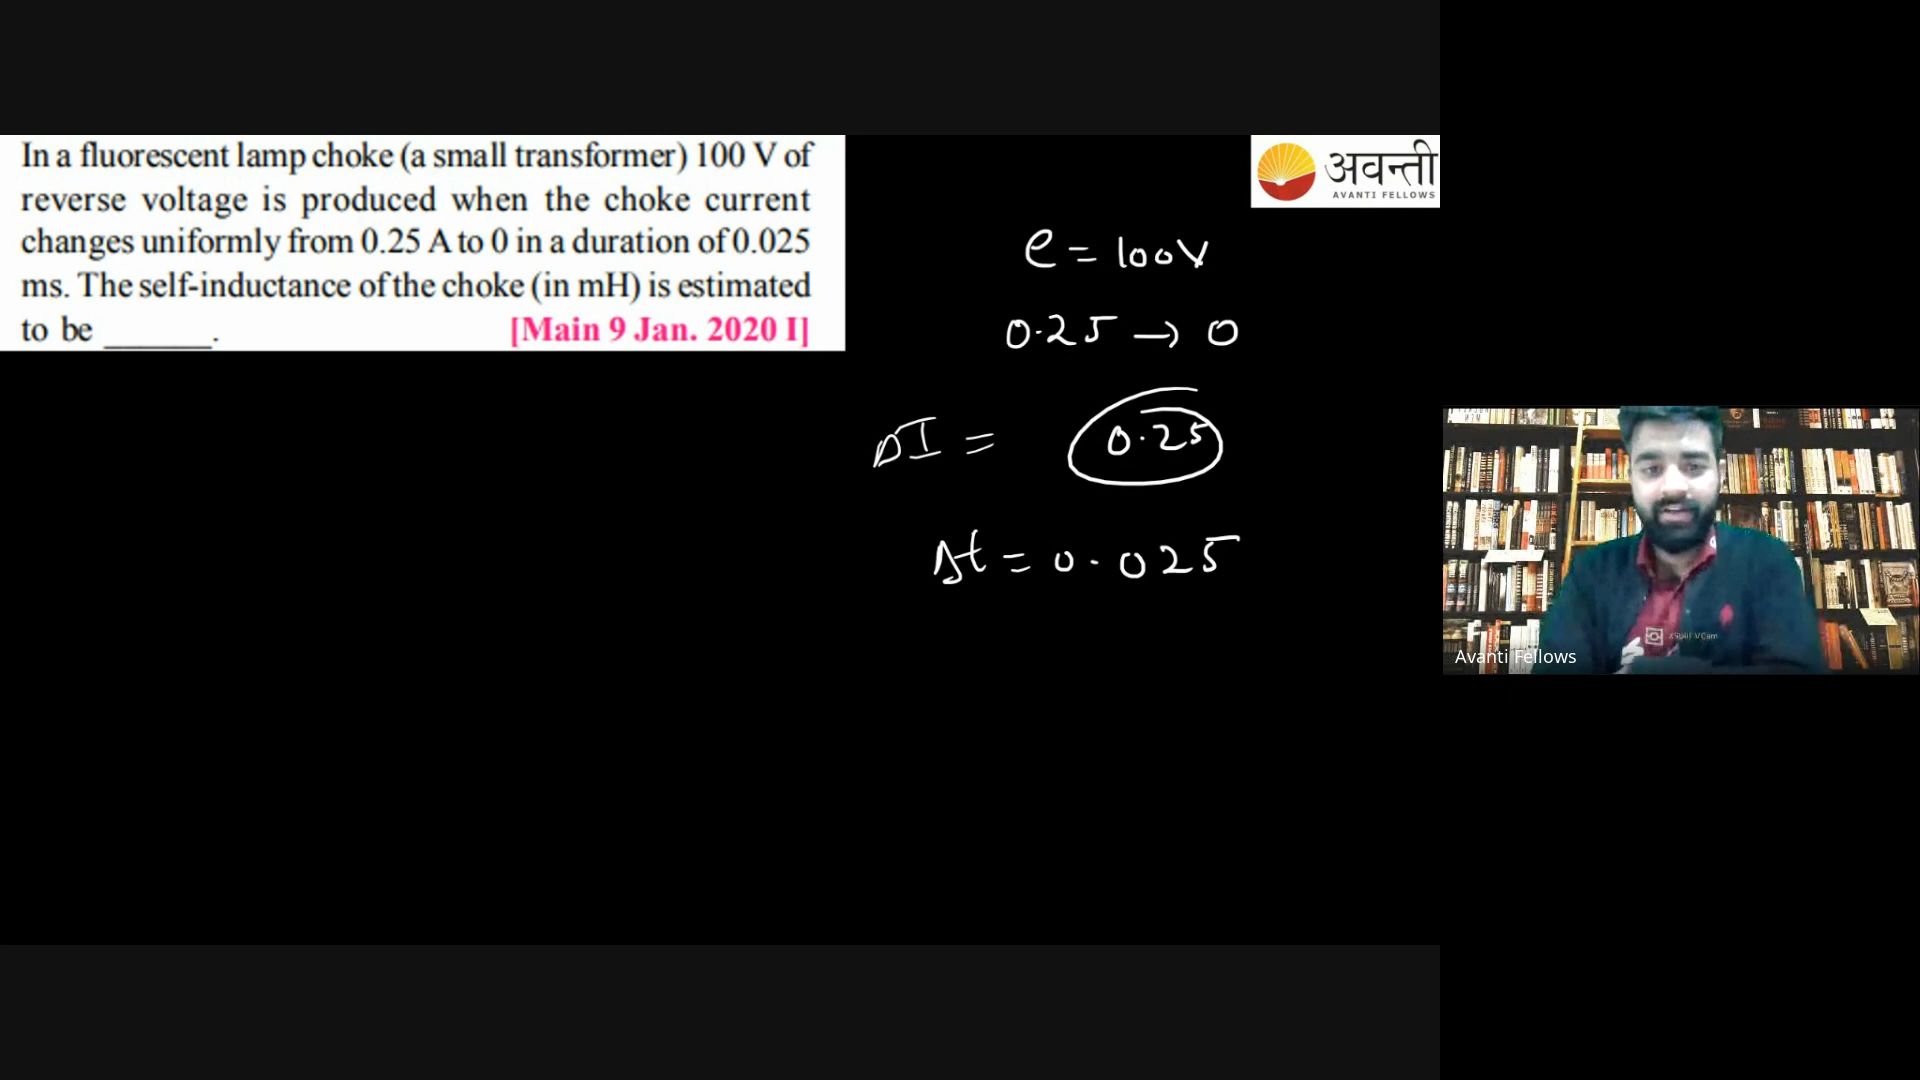 In a fluorescent lamp choke (a small transformer) 100 V of
reverse voltage is produced when the choke current
changes uniformly from 0.25 A to 0 in a duration of 0.025
ms. The self-inductance of the choke (in mH) is estimated
to be ______.
[Main 9 Jan. 2020 I]
अवन्ती
AVANTI FELLOWS
e = 100V
0.25 → 0
ΔI = 0.25
Δt = 0.025
XSplit VCam
Avanti Fellows